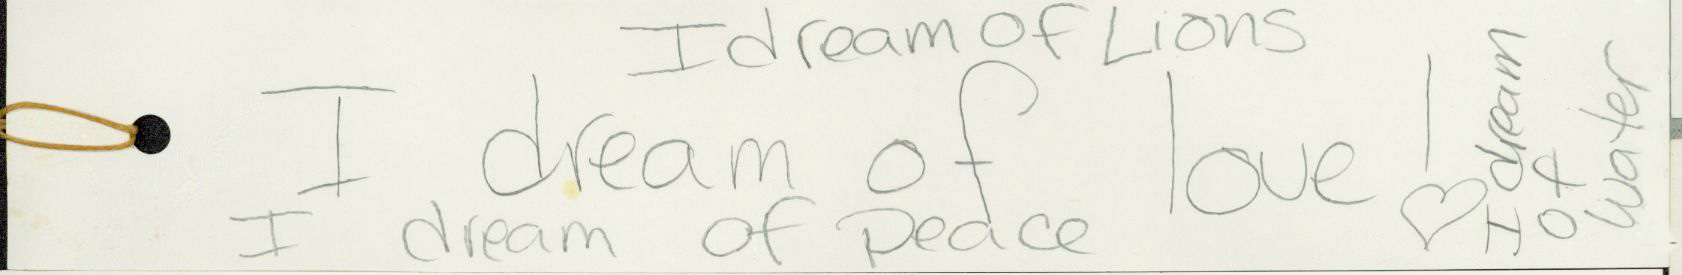 I dream of Lions
I dream of love!
I dream of peace
I dream
of
water